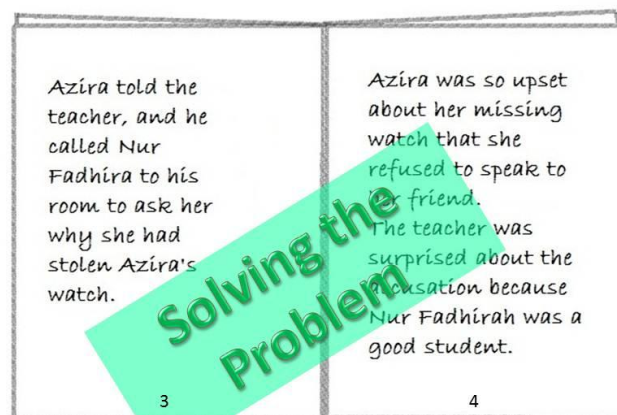 Azira told the
teacher, and he
called Nur
Fadhira to his
room to ask her
why she had
stolen Azira's
watch.
3
Azira was so upset
about her missing
watch that she
refused to speak to
her friend.
The teacher was
surprised about the
accusation because
Nur Fadhirah was a
good student.
4
Solving the
Problem